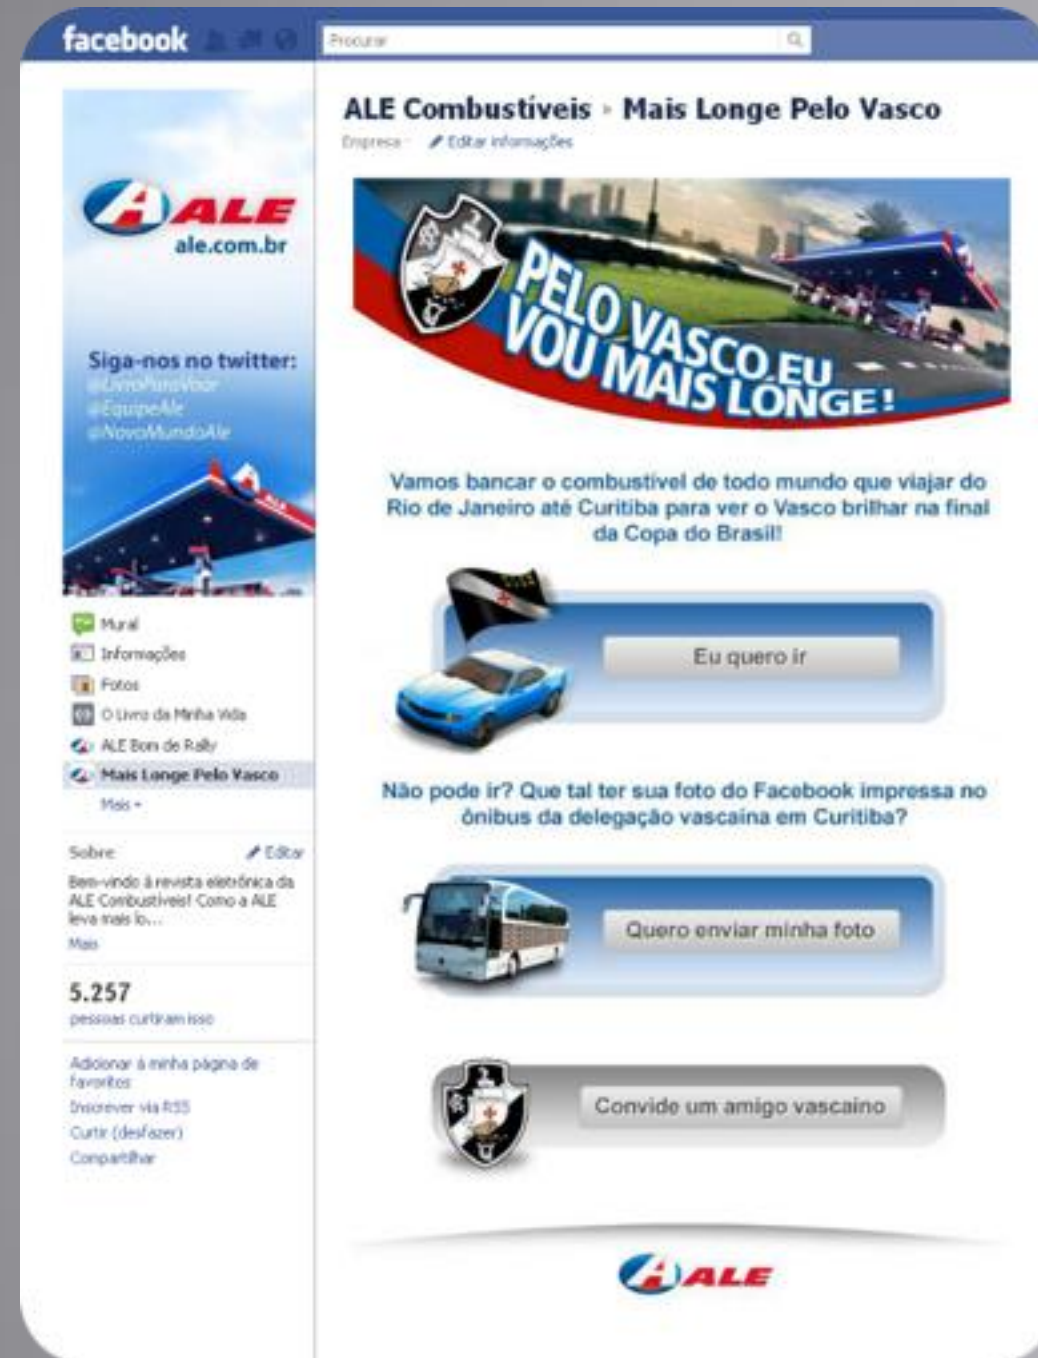 facebook
Procurar
ALE
ale.com.br
Siga-nos no twitter:
@LivroParaVoar
@EquipeAle
@NovoMundoAle
ALE
Mural
Informações
Fotos
O Livro da Minha Vida
ALE Bom de Rally
Mais Longe Pelo Vasco
Mais
Sobre
Editar
Bem-vindo à revista eletrônica da
ALE Combustíveis! Como a ALE
leva mais lo...
Mais
5.257
pessoas curtiram isso
Adicionar à minha página de
favoritos
Inscrever via RSS
Curtir (desfazer)
Compartilhar
ALE Combustíveis ▸ Mais Longe Pelo Vasco
Empresa · Editar informações
PELO VASCO EU
VOU MAIS LONGE!
Vamos bancar o combustível de todo mundo que viajar do
Rio de Janeiro até Curitiba para ver o Vasco brilhar na final
da Copa do Brasil!
Eu quero ir
Não pode ir? Que tal ter sua foto do Facebook impressa no
ônibus da delegação vascaína em Curitiba?
Quero enviar minha foto
Convide um amigo vascaíno
ALE